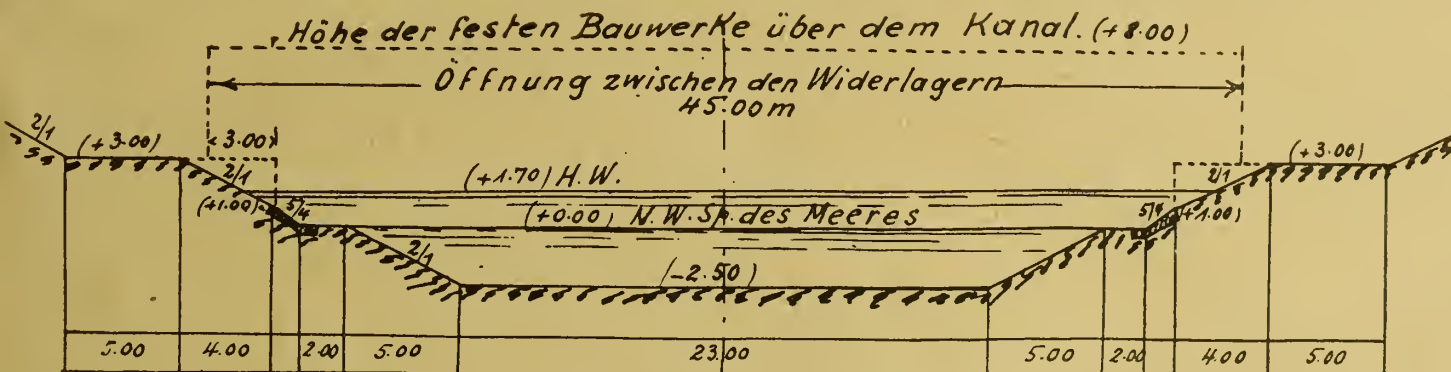 Höhe der festen Bauwerke über dem Kanal. (+8.00)
Öffnung zwischen den Widerlagern
45.00 m
2/1
(+3.00)
3.00
(+3.00)
2/1
(+1.70) H.W.
2/1
(+1.00)
5/4
(+0.00) N.W.Sp. des Meeres
5/4
(+1.00)
2/1
(-2.50)
5.00 4.00 2.00 5.00 23.00 5.00 2.00 4.00 5.00